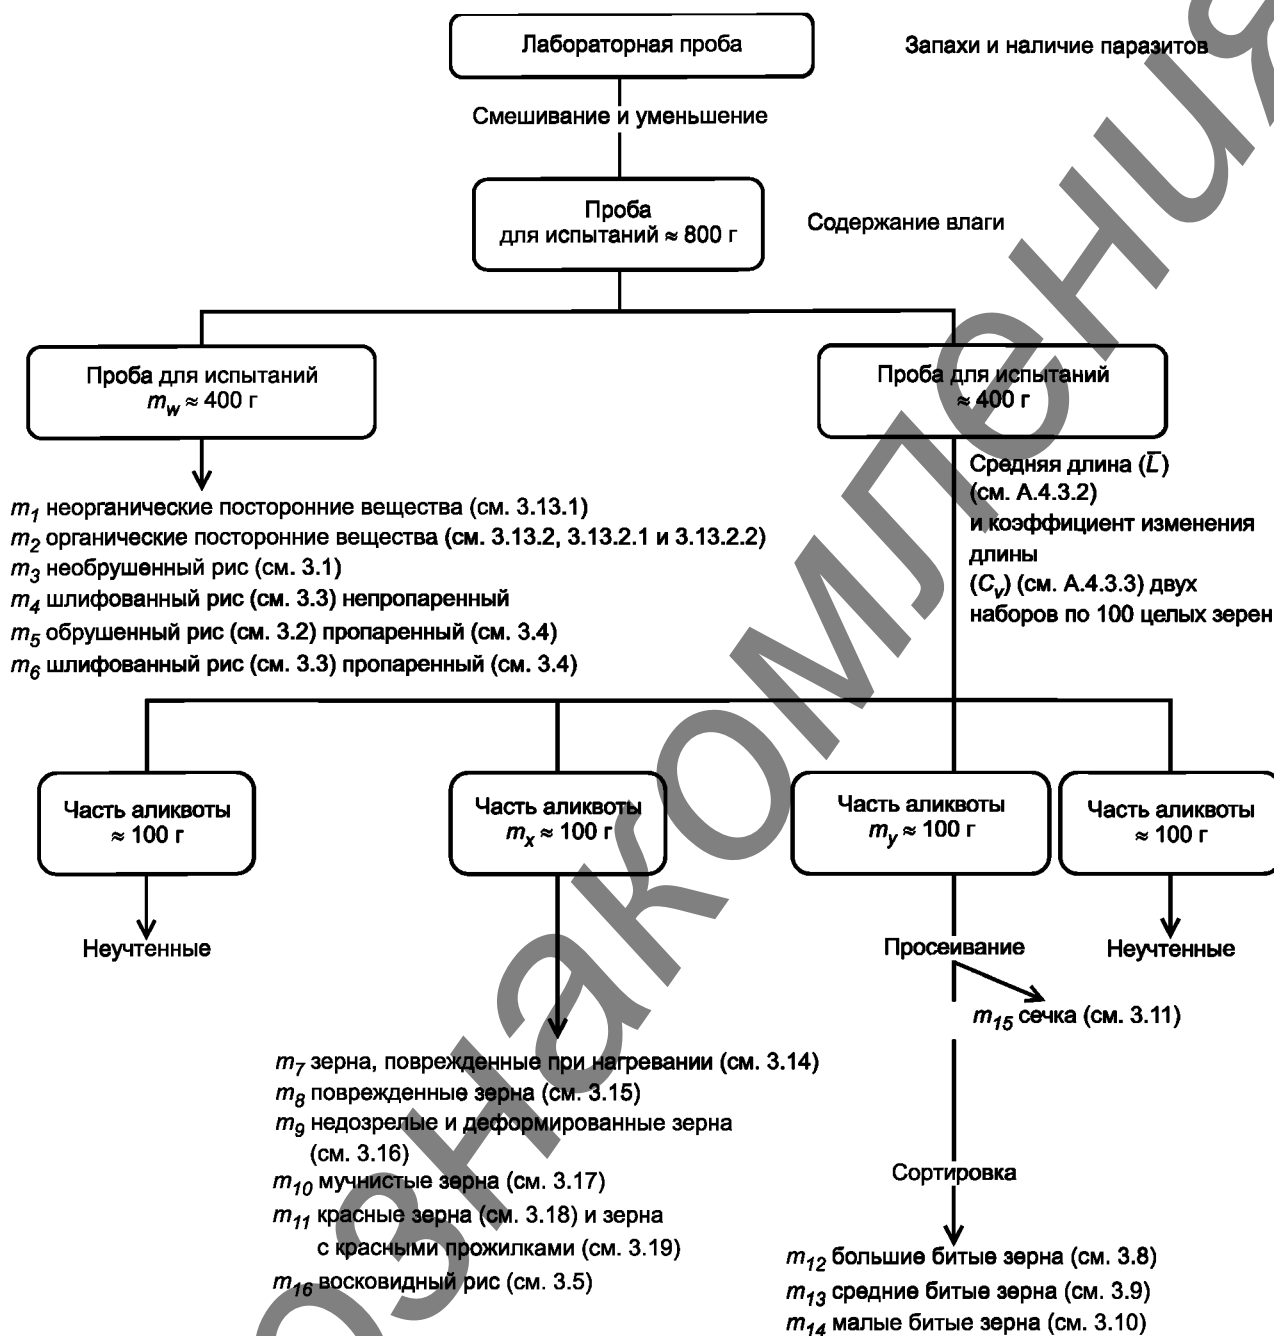 Лабораторная проба
Запахи и наличие паразитов
Смешивание и уменьшение
Проба
для испытаний ≈ 800 г
Содержание влаги
Проба для испытаний
m_w ≈ 400 г
Проба для испытаний
≈ 400 г
m_1 неорганические посторонние вещества (см. 3.13.1)
m_2 органические посторонние вещества (см. 3.13.2, 3.13.2.1 и 3.13.2.2)
m_3 необрушенный рис (см. 3.1)
m_4 шлифованный рис (см. 3.3) непропаренный
m_5 обрушенный рис (см. 3.2) пропаренный (см. 3.4)
m_6 шлифованный рис (см. 3.3) пропаренный (см. 3.4)
Средняя длина (L̅)
(см. А.4.3.2)
и коэффициент изменения
длины
(C_v) (см. А.4.3.3) двух
наборов по 100 целых зерен
Часть аликвоты
≈ 100 г
Часть аликвоты
m_x ≈ 100 г
Часть аликвоты
m_y ≈ 100 г
Часть аликвоты
≈ 100 г
Неучтенные
Просеивание
Неучтенные
m_15 сечка (см. 3.11)
m_7 зерна, поврежденные при нагревании (см. 3.14)
m_8 поврежденные зерна (см. 3.15)
m_9 недозрелые и деформированные зерна
(см. 3.16)
m_10 мучнистые зерна (см. 3.17)
m_11 красные зерна (см. 3.18) и зерна
с красными прожилками (см. 3.19)
m_16 восковидный рис (см. 3.5)
Сортировка
m_12 большие битые зерна (см. 3.8)
m_13 средние битые зерна (см. 3.9)
m_14 малые битые зерна (см. 3.10)
ознакомления